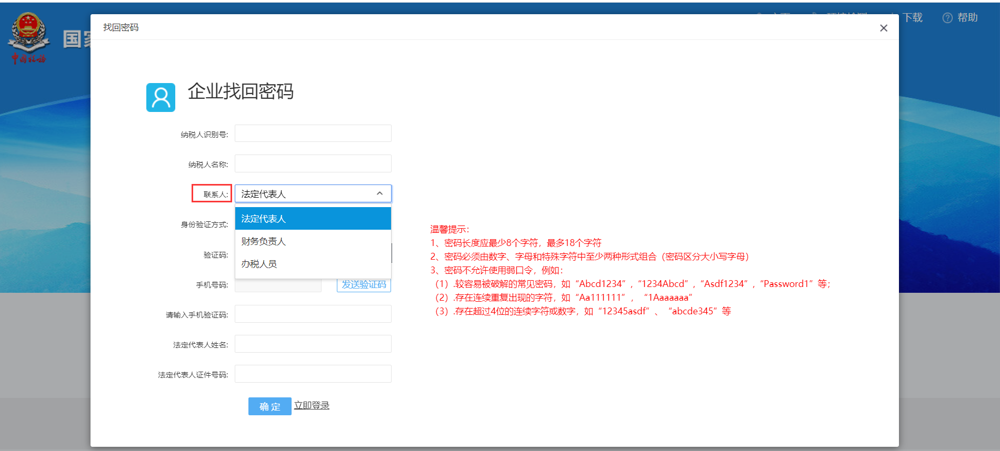 下载
帮助
国
中国税务
找回密码
企业找回密码
纳税人识别号:
纳税人名称:
联系人:
法定代表人
法定代表人
财务负责人
办税人员
身份验证方式:
验证码:
手机号码:
发送验证码
请输入手机验证码:
法定代表人姓名:
法定代表人证件号码:
确 定
立即登录
温馨提示：
1、密码长度应最少8个字符，最多18个字符
2、密码必须由数字、字母和特殊字符中至少两种形式组合（密码区分大小写字母）
3、密码不允许使用弱口令，例如：
（1）.较容易被破解的常见密码，如“Abcd1234”,“1234Abcd”,“Asdf1234”,“Password1”等；
（2）.存在连续重复出现的字符，如“Aa111111”， “1Aaaaaaa”
（3）.存在超过4位的连续字符或数字，如“12345asdf”、“abcde345”等